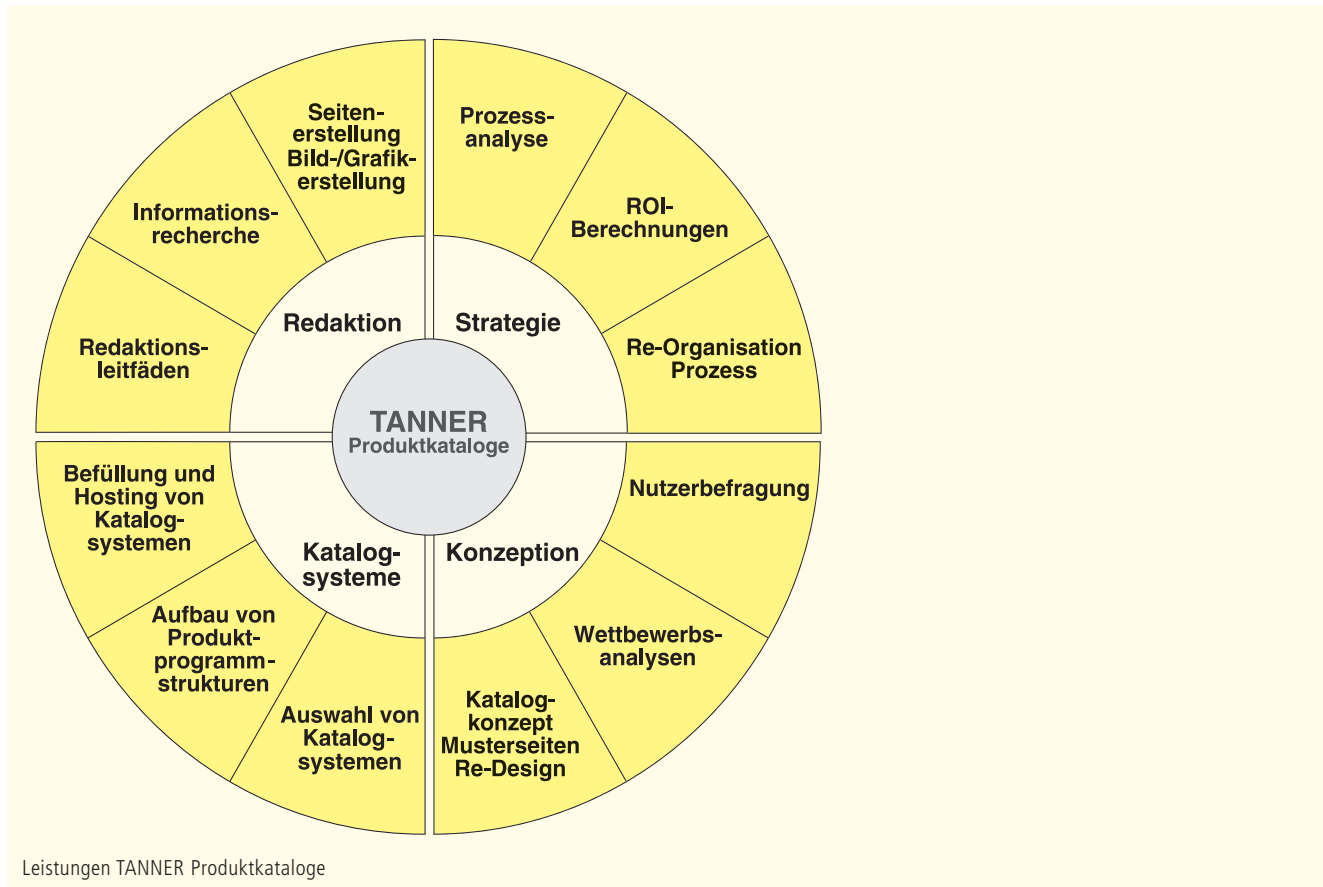 Seiten-
erstellung
Bild-/Grafik-
erstellung
Prozess-
analyse
Informations-
recherche
ROI-
Berechnungen
Redaktions-
leitfäden
Redaktion
Strategie
Re-Organisation
Prozess
TANNER
Produktkataloge
Befüllung und
Hosting von
Katalog-
systemen
Katalog-
systeme
Konzeption
Nutzerbefragung
Aufbau von
Produkt-
programm-
strukturen
Wettbewerbs-
analysen
Auswahl von
Katalog-
systemen
Katalog-
konzept
Musterseiten
Re-Design
Leistungen TANNER Produktkataloge